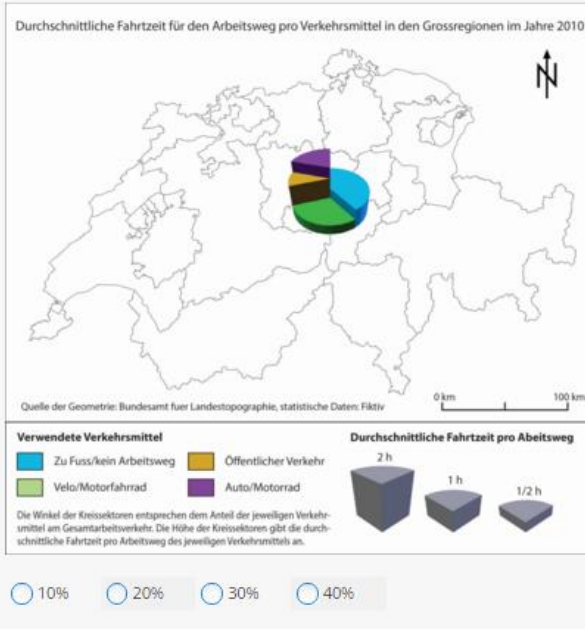 Durchschnittliche Fahrtzeit für den Arbeitsweg pro Verkehrsmittel in den Grossregionen im Jahre 2010
N
Quelle der Geometrie: Bundesamt fuer Landestopographie, statistische Daten: Fiktiv
0 km 100 km
Verwendete Verkehrsmittel
Zu Fuss/kein Arbeitsweg
Öffentlicher Verkehr
Velo/Motorfahrrad
Auto/Motorrad
Die Winkel der Kreissektoren entsprechen dem Anteil der jeweiligen Verkehr-
smittel am Gesamtarbeitsverkehr. Die Höhe der Kreissektoren gibt die durch-
schnittliche Fahrtzeit pro Arbeitsweg des jeweiligen Verkehrsmittels an.
Durchschnittliche Fahrtzeit pro Abeitsweg
2 h
1 h
1/2 h
10% 20% 30% 40%